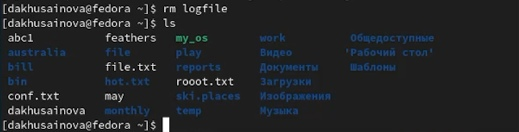 [dakhusainova@fedora ~]$ rm logfile
[dakhusainova@fedora ~]$ ls
abc1 feathers my_os work Общедоступные
australia file play Видео 'Рабочий стол'
bill file.txt reports Документы Шаблоны
bin hot.txt rooot.txt Загрузки
conf.txt may ski.places Изображения
dakhusainova monthly temp Музыка
[dakhusainova@fedora ~]$